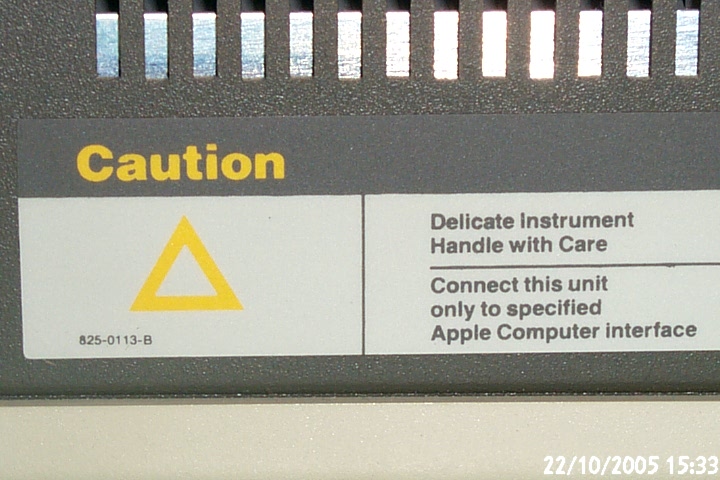 Caution
Delicate Instrument
Handle with Care
Connect this unit
only to specified
Apple Computer interface
825-0113-B
22/10/2005 15:33